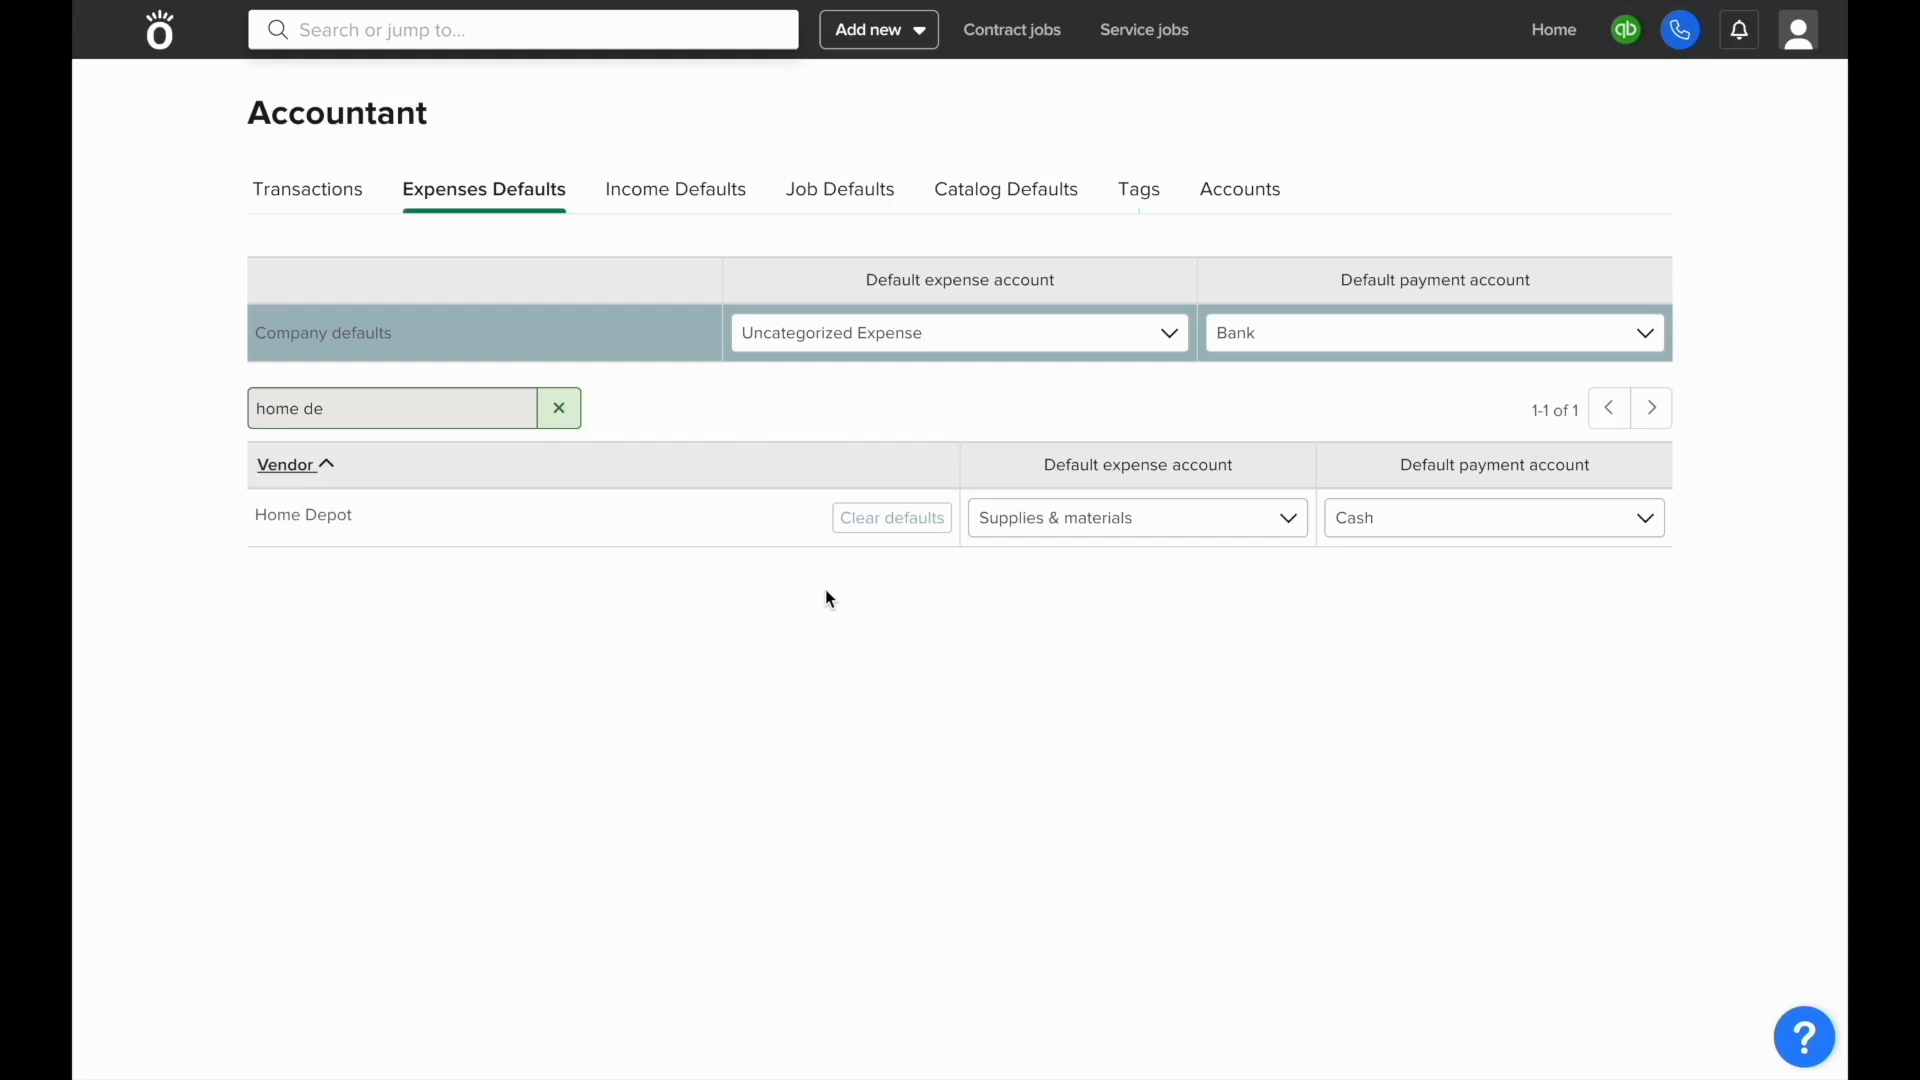 Search or jump to... Add new Contract jobs Service jobs Home qb
Accountant
Transactions Expenses Defaults Income Defaults Job Defaults Catalog Defaults Tags Accounts
Default expense account Default payment account
Company defaults Uncategorized Expense Bank
home de 1-1 of 1
Vendor Default expense account Default payment account
Home Depot Clear defaults Supplies & materials Cash
?